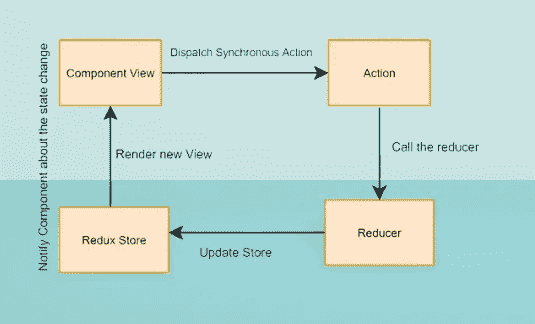 Dispatch Synchronous Action
Component View
Action
Notify Component about the state change
Call the reducer
Render new View
Redux Store
Reducer
Update Store